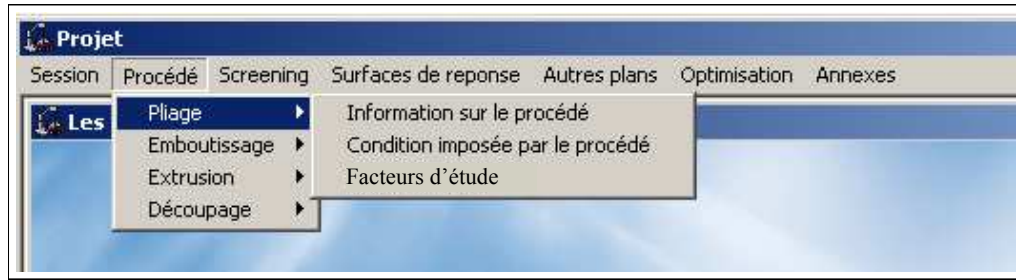 Projet
Session Procédé Screening Surfaces de reponse Autres plans Optimisation Annexes
Les
Pliage
Emboutissage
Extrusion
Découpage
Information sur le procédé
Condition imposée par le procédé
Facteurs d’étude